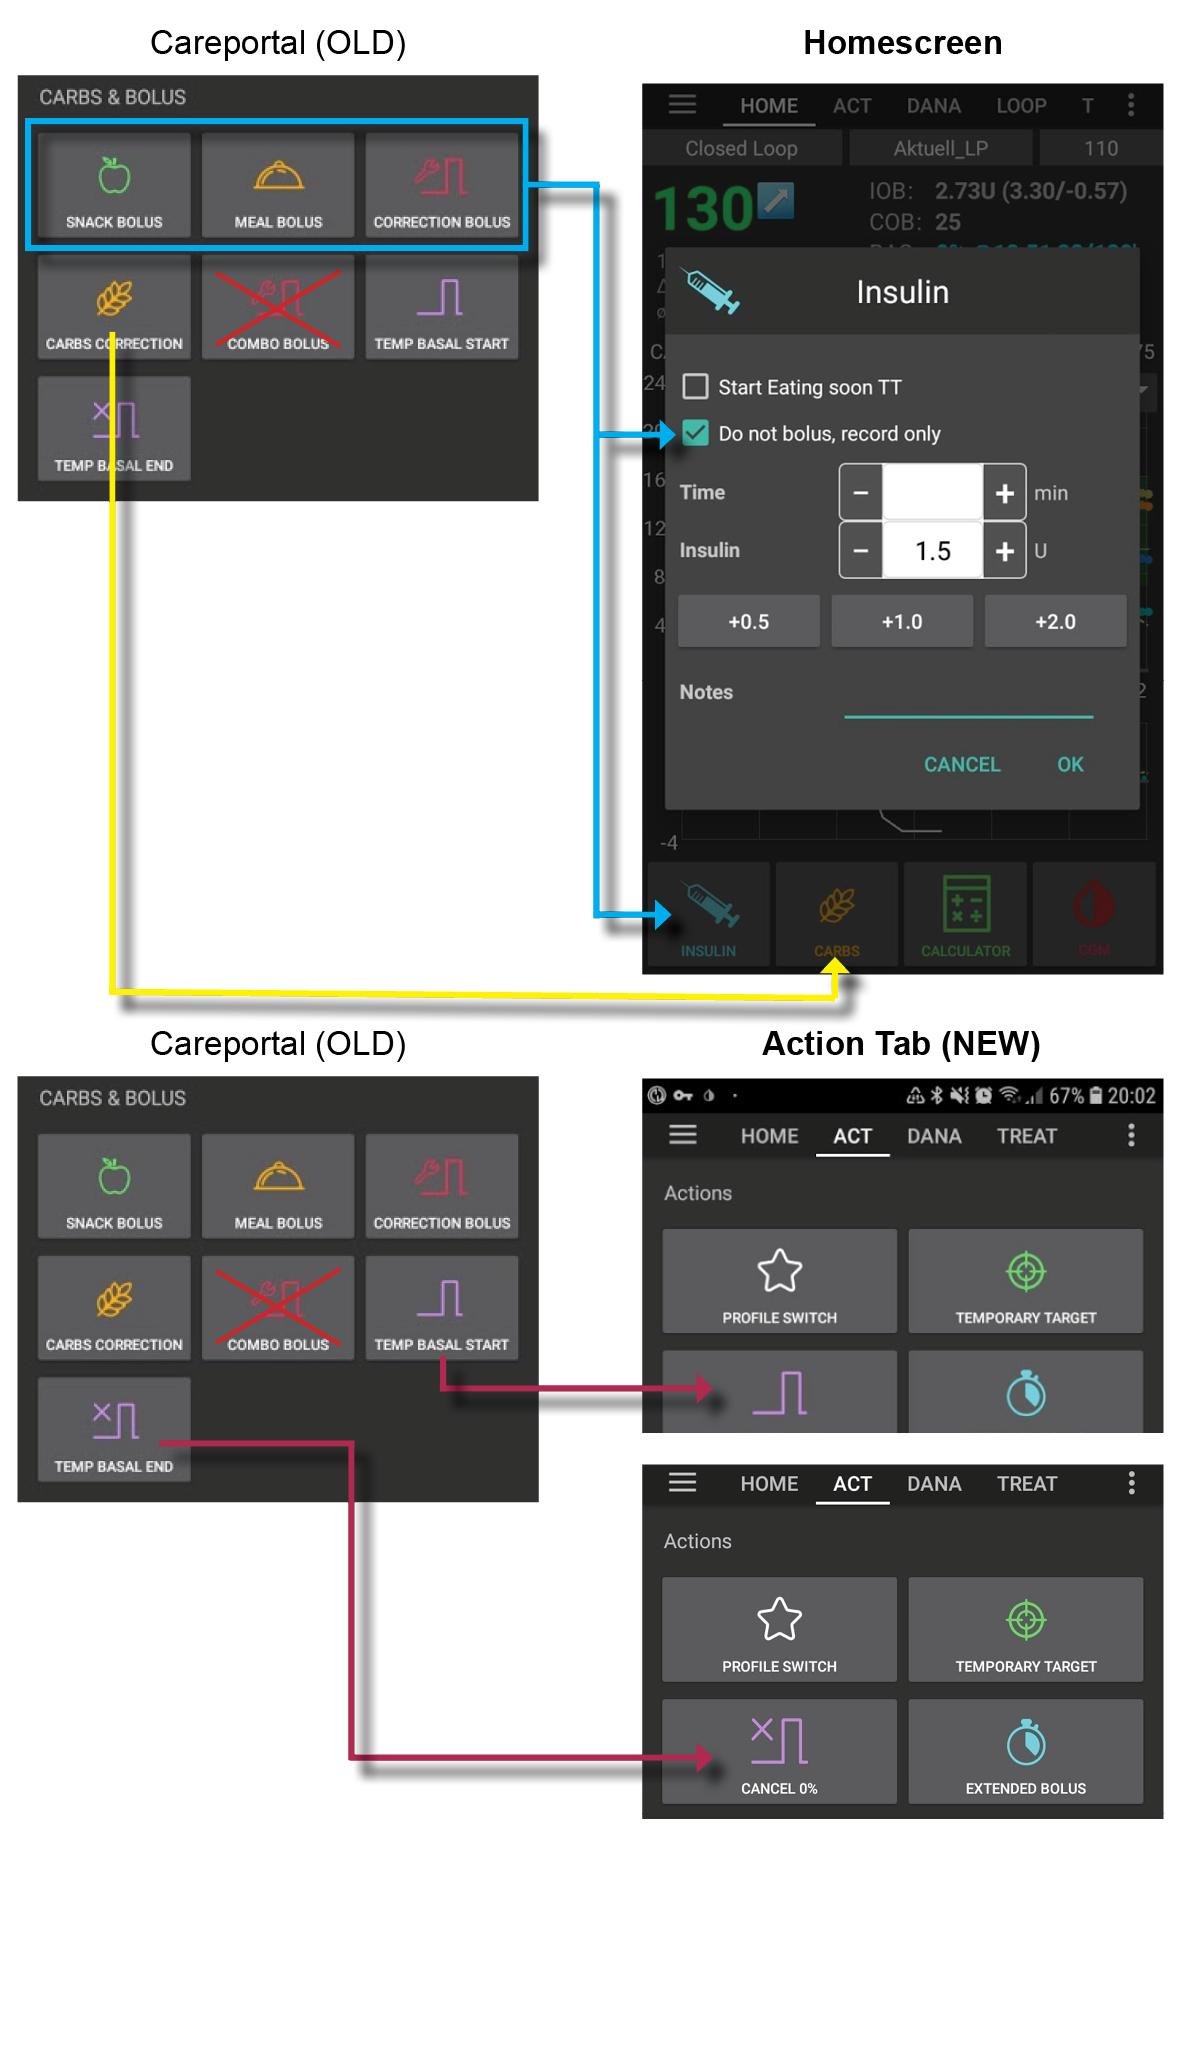 Careportal (OLD)
Homescreen
CARBS & BOLUS
SNACK BOLUS
MEAL BOLUS
CORRECTION BOLUS
CARBS CORRECTION
COMBO BOLUS
TEMP BASAL START
TEMP BASAL END
HOME ACT DANA LOOP T
Closed Loop Aktuell_LP 110
130
IOB: 2.73U (3.30/-0.57)
COB: 25
Insulin
Start Eating soon TT
Do not bolus, record only
Time − + min
Insulin − 1.5 + U
+0.5 +1.0 +2.0
Notes
CANCEL OK
24
16
12
8
4
-4
INSULIN
CARBS
CALCULATOR
CGM
Careportal (OLD)
Action Tab (NEW)
CARBS & BOLUS
SNACK BOLUS
MEAL BOLUS
CORRECTION BOLUS
CARBS CORRECTION
COMBO BOLUS
TEMP BASAL START
TEMP BASAL END
67% 20:02
HOME ACT DANA TREAT
Actions
PROFILE SWITCH
TEMPORARY TARGET
HOME ACT DANA TREAT
Actions
PROFILE SWITCH
TEMPORARY TARGET
CANCEL 0%
EXTENDED BOLUS